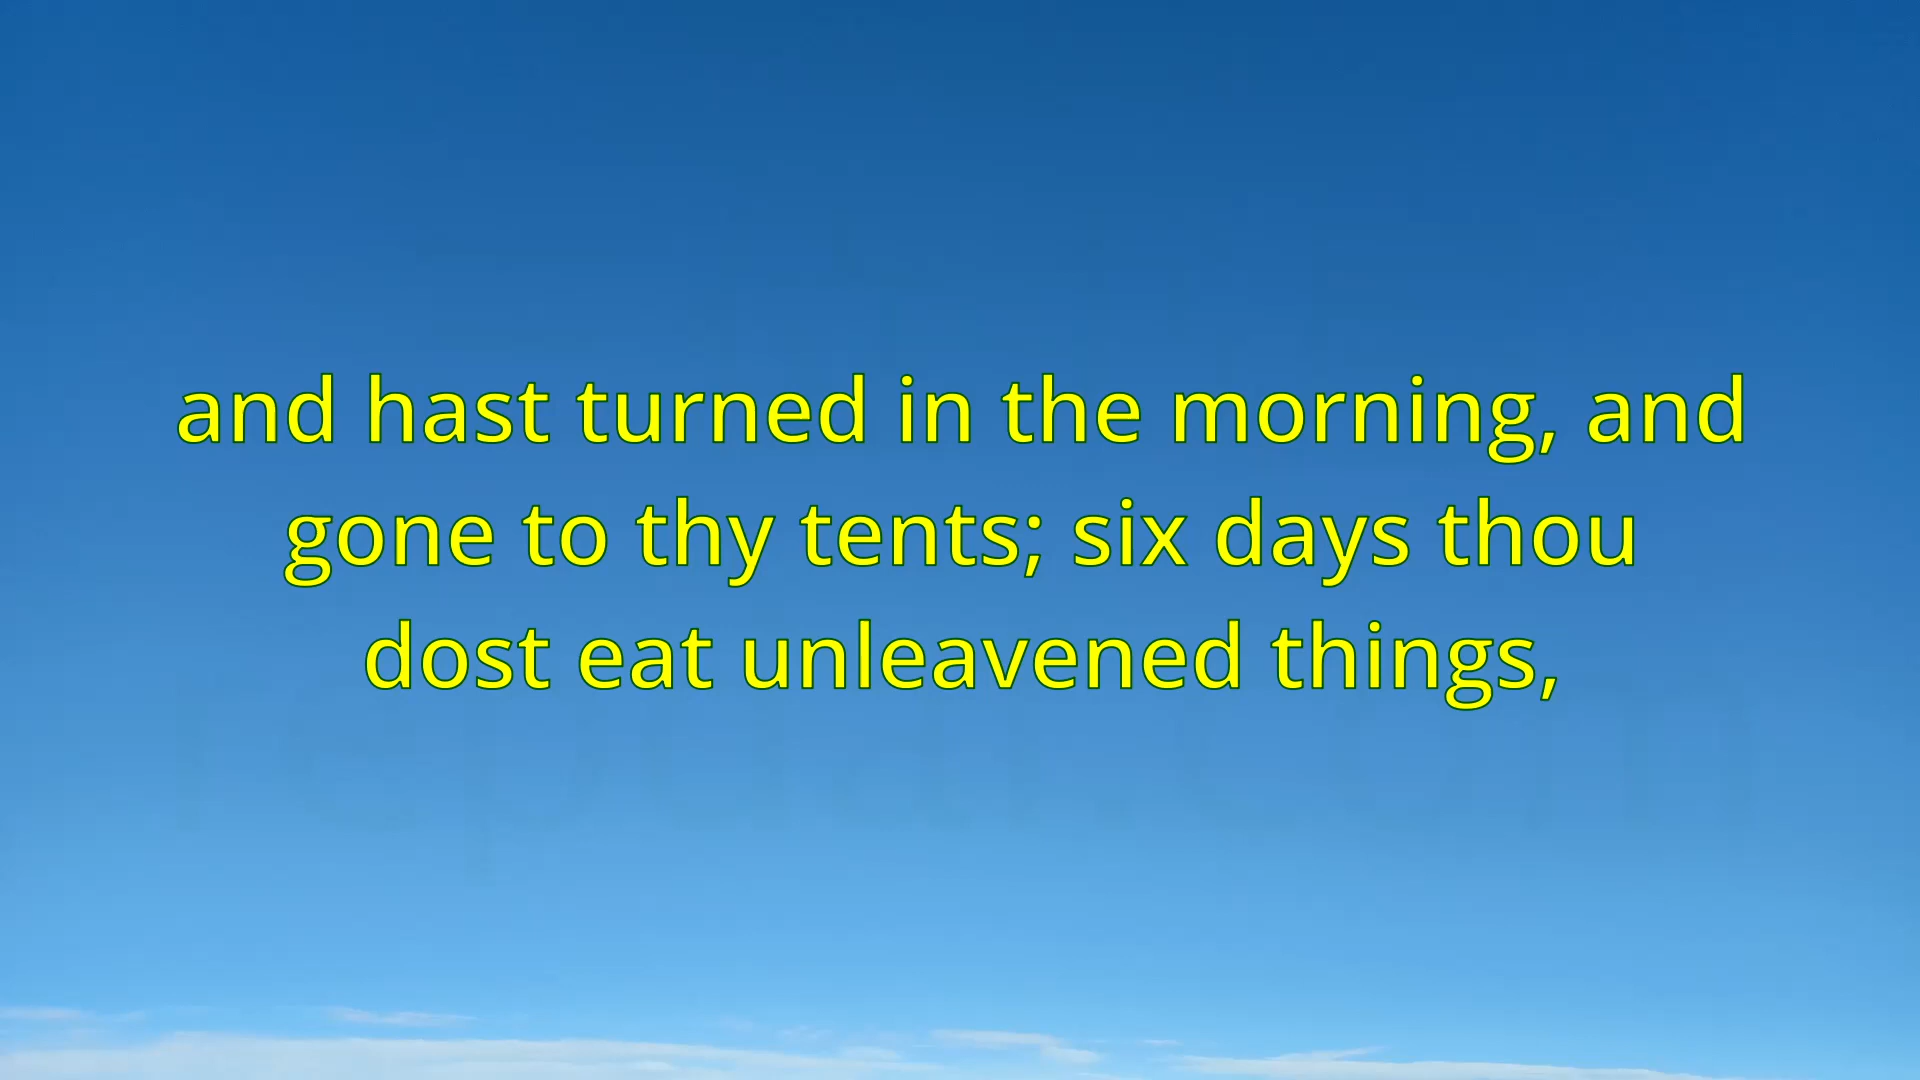 and hast turned in the morning, and
gone to thy tents; six days thou
dost eat unleavened things,